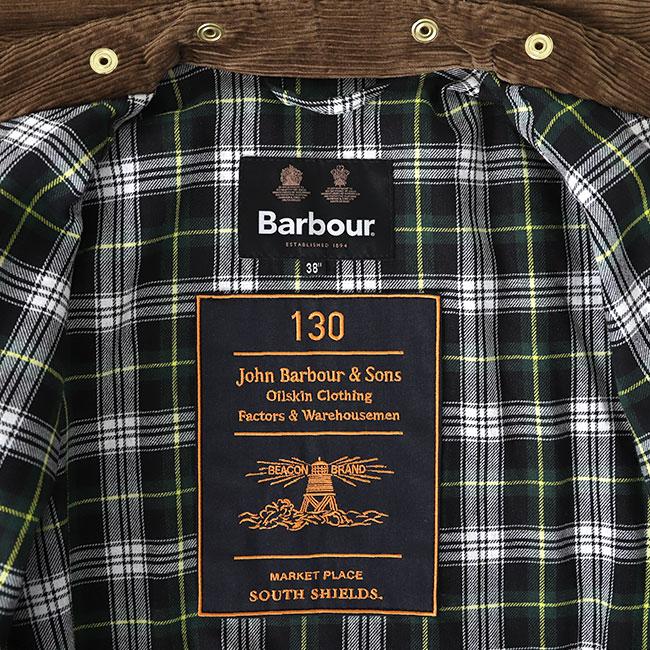 Barbour
ESTABLISHED 1894
38"
130
John Barbour & Sons
Oilskin Clothing
Factors & Warehousemen
BEACON BRAND
MARKET PLACE
SOUTH SHIELDS.